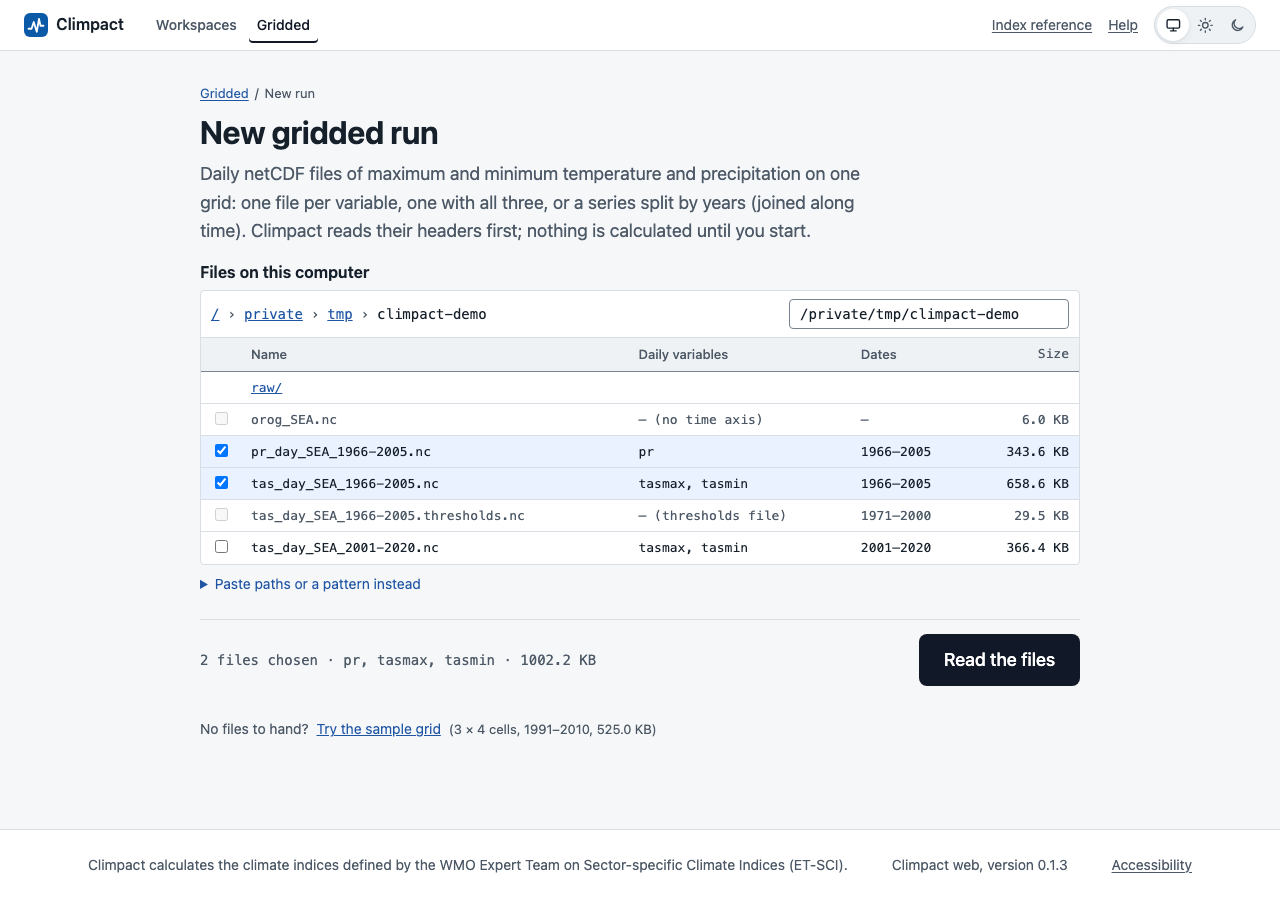 Climpact
Workspaces
Gridded
Index reference
Help
Gridded / New run
New gridded run
Daily netCDF files of maximum and minimum temperature and precipitation on one
grid: one file per variable, one with all three, or a series split by years (joined along
time). Climpact reads their headers first; nothing is calculated until you start.
Files on this computer
/ › private › tmp › climpact-demo
/private/tmp/climpact-demo
Name Daily variables Dates Size
raw/
orog_SEA.nc — (no time axis) — 6.0 KB
pr_day_SEA_1966-2005.nc pr 1966–2005 343.6 KB
tas_day_SEA_1966-2005.nc tasmax, tasmin 1966–2005 658.6 KB
tas_day_SEA_1966-2005.thresholds.nc — (thresholds file) 1971–2000 29.5 KB
tas_day_SEA_2001-2020.nc tasmax, tasmin 2001–2020 366.4 KB
Paste paths or a pattern instead
2 files chosen · pr, tasmax, tasmin · 1002.2 KB
Read the files
No files to hand? Try the sample grid (3 × 4 cells, 1991–2010, 525.0 KB)
Climpact calculates the climate indices defined by the WMO Expert Team on Sector-specific Climate Indices (ET-SCI).
Climpact web, version 0.1.3
Accessibility